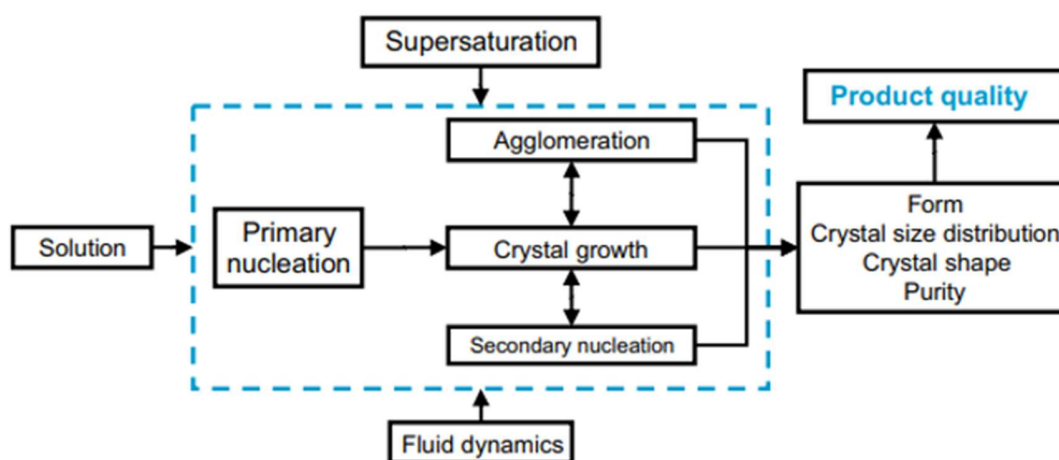 Supersaturation
Product quality
Agglomeration
Solution
Primary
nucleation
Crystal growth
Form
Crystal size distribution
Crystal shape
Purity
Secondary nucleation
Fluid dynamics